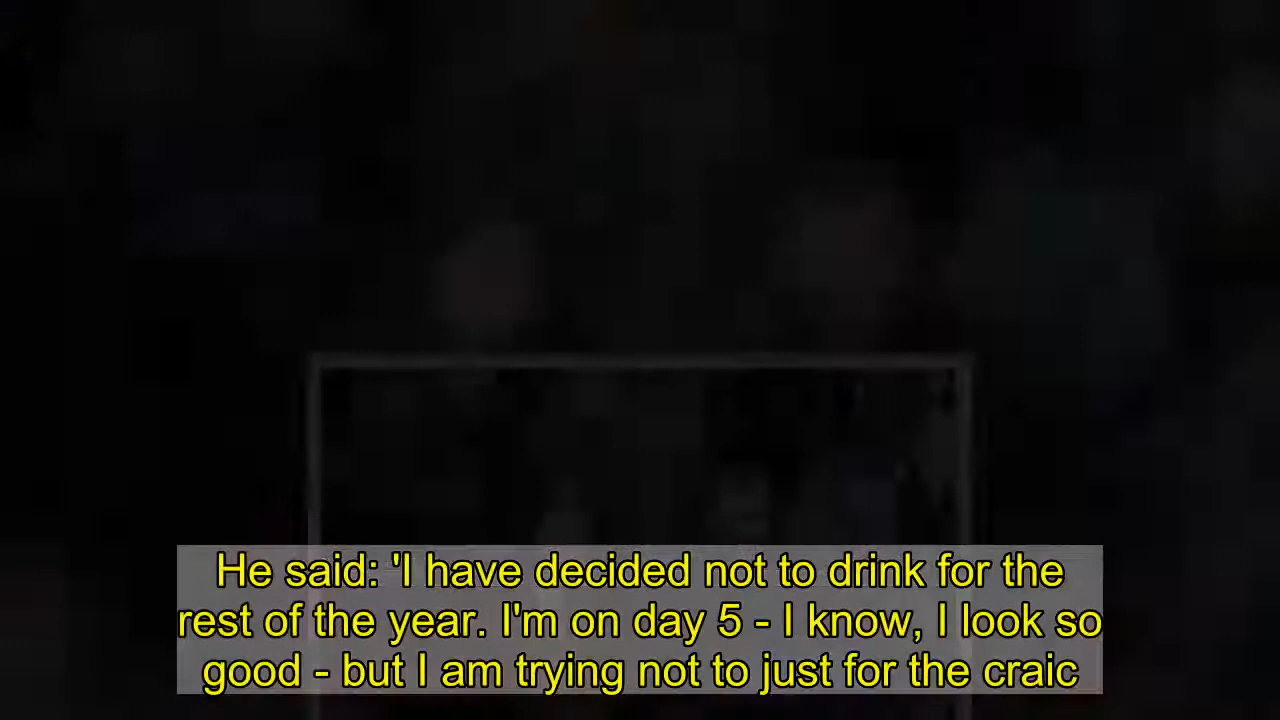 He said: 'I have decided not to drink for the
rest of the year. I'm on day 5 - I know, I look so
good - but I am trying not to just for the craic